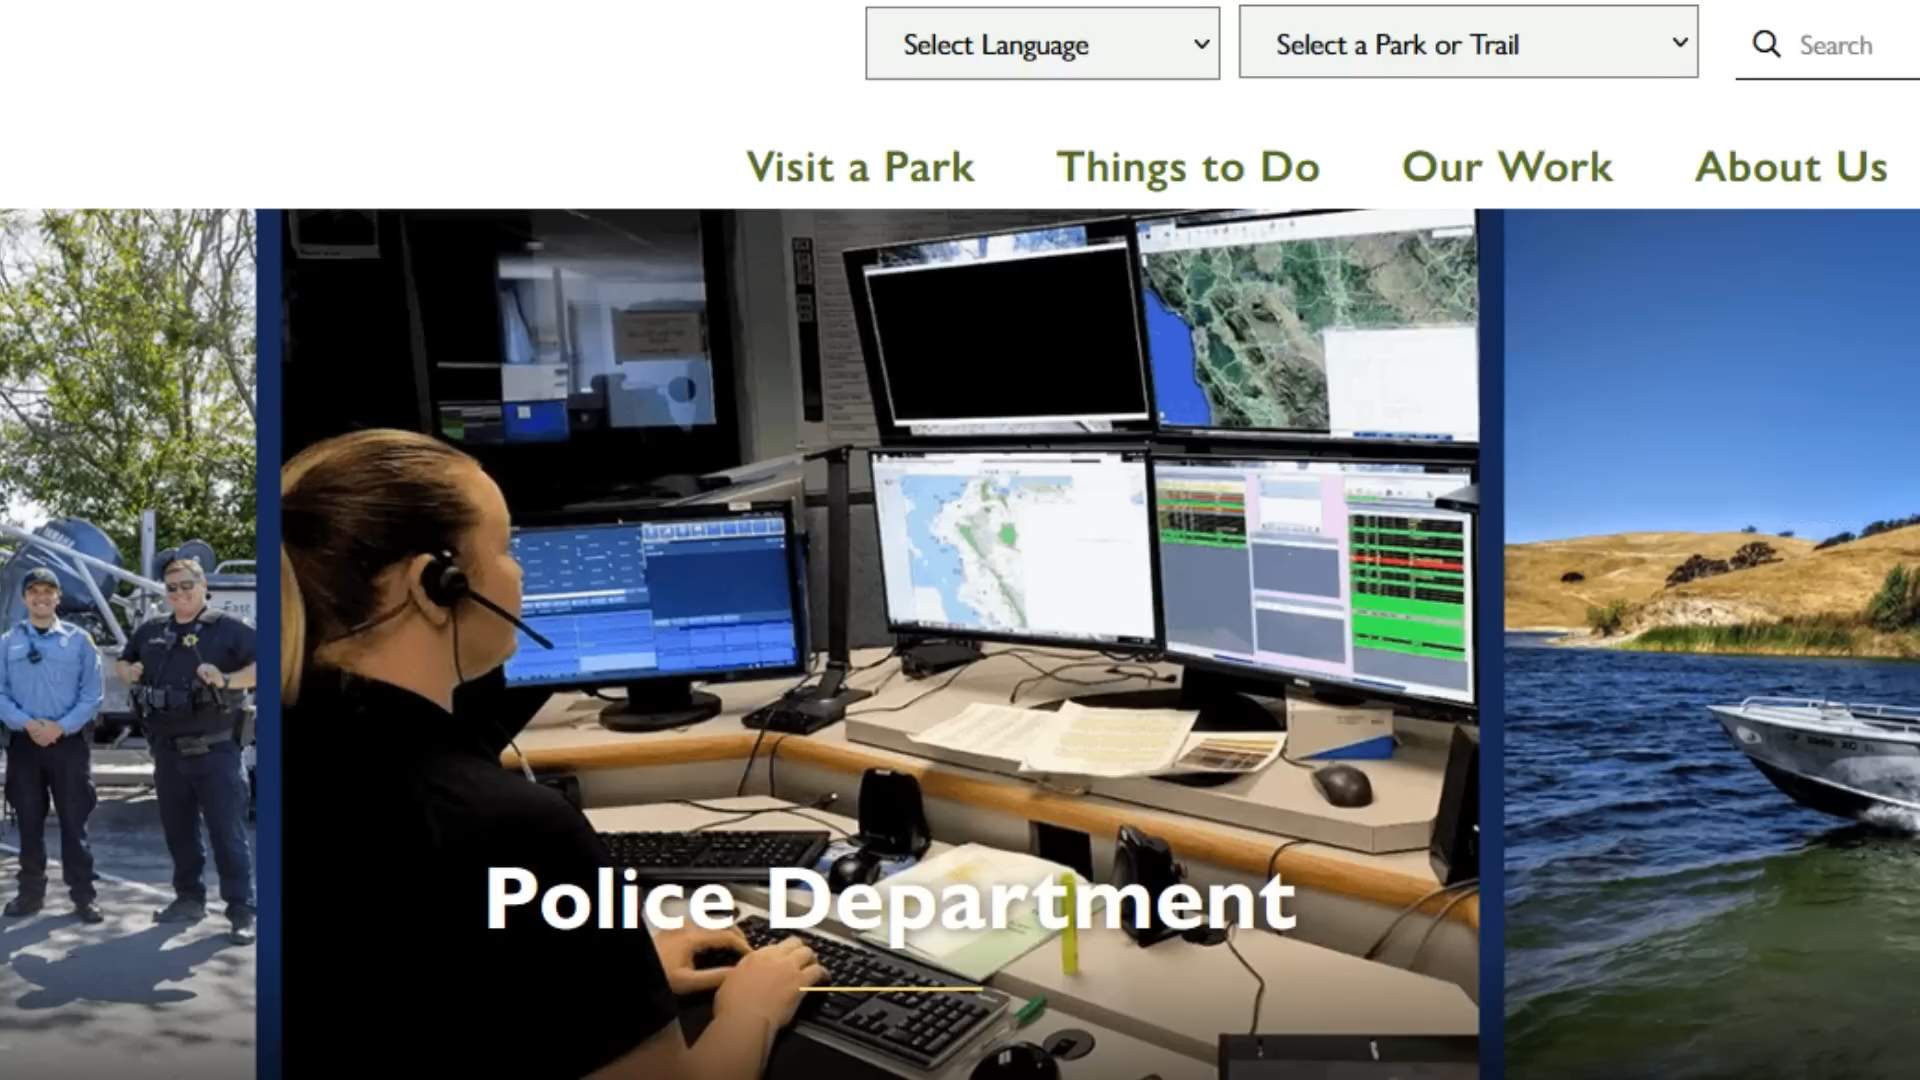 Select Language
Select a Park or Trail
Search
Visit a Park
Things to Do
Our Work
About Us
Police Department